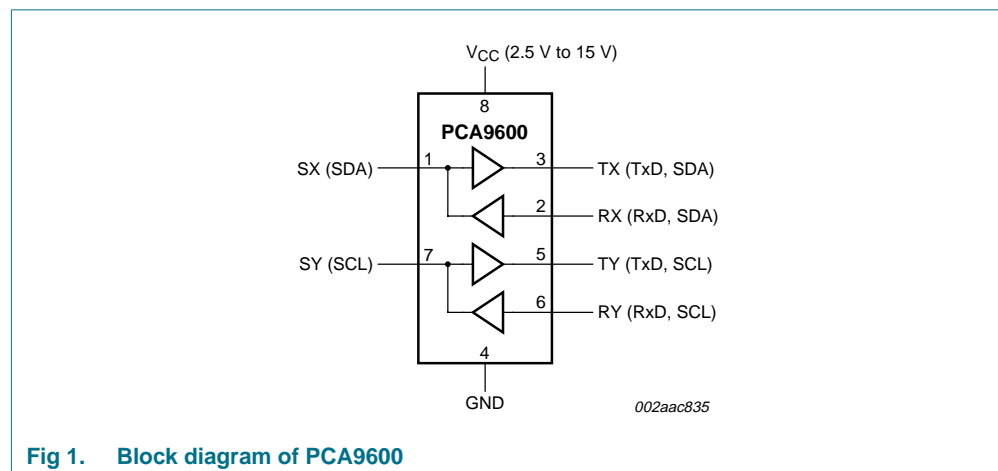 VCC (2.5 V to 15 V)
8
PCA9600
SX (SDA) 1 3 TX (TxD, SDA)
2 RX (RxD, SDA)
SY (SCL) 7 5 TY (TxD, SCL)
6 RY (RxD, SCL)
4
GND
002aac835
Fig 1. Block diagram of PCA9600